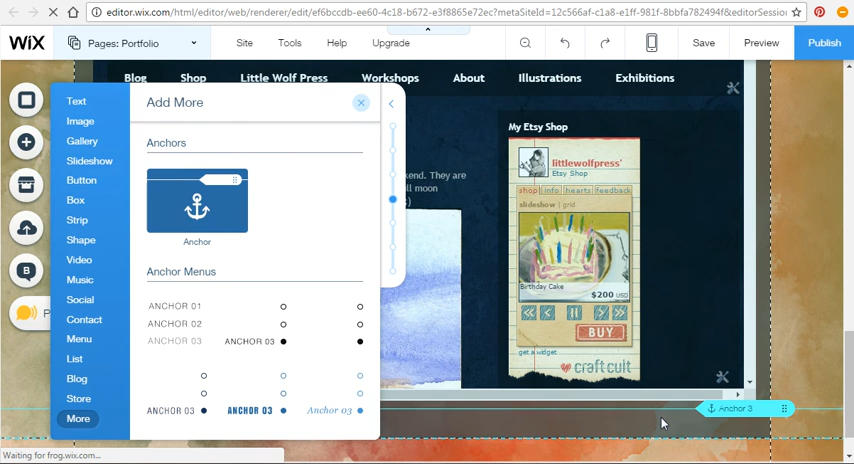 editor.wix.com/html/editor/web/renderer/edit/ef6bccdb-ee60-4c18-b672-e3f8865e72ec?metaSiteId=12c566af-c1a8-e1ff-981f-8bbfa782494f&editorSession
WiX
Pages: Portfolio
Site
Tools
Help
Upgrade
Save
Preview
Publish
Blog
Shop
Little Wolf Press
Workshops
About
Illustrations
Exhibitions
Text
Image
Gallery
Slideshow
Button
Box
Strip
Shape
Video
Music
Social
Contact
Menu
List
Blog
Store
More
B
P
Add More
Anchors
Anchor
Anchor Menus
ANCHOR 01
ANCHOR 02
ANCHOR 03
ANCHOR 03
ANCHOR 03
ANCHOR 03
Anchor 03
kend. They are
ll moon
:)
My Etsy Shop
littlewolfpress'
Etsy Shop
shop info hearts feedback
slideshow | grid
Birthday Cake
$200 USD
BUY
get a widget
craft cult
Anchor 3
Waiting for frog.wix.com...